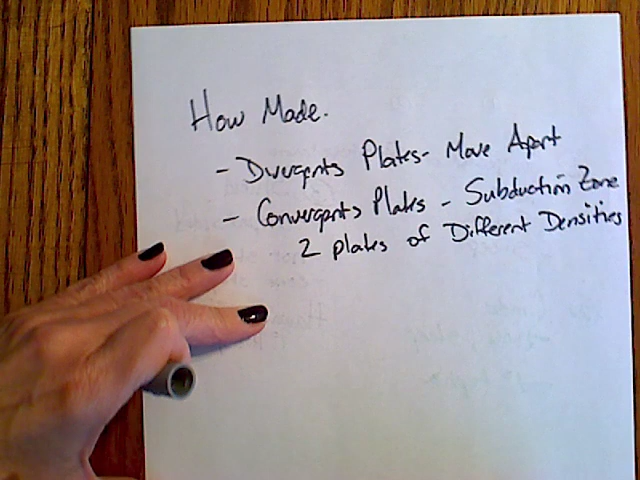 How Made.
- Divergents Plates- Move Apart
- Convergents Plates - Subduction Zone
2 plates of Different Densities